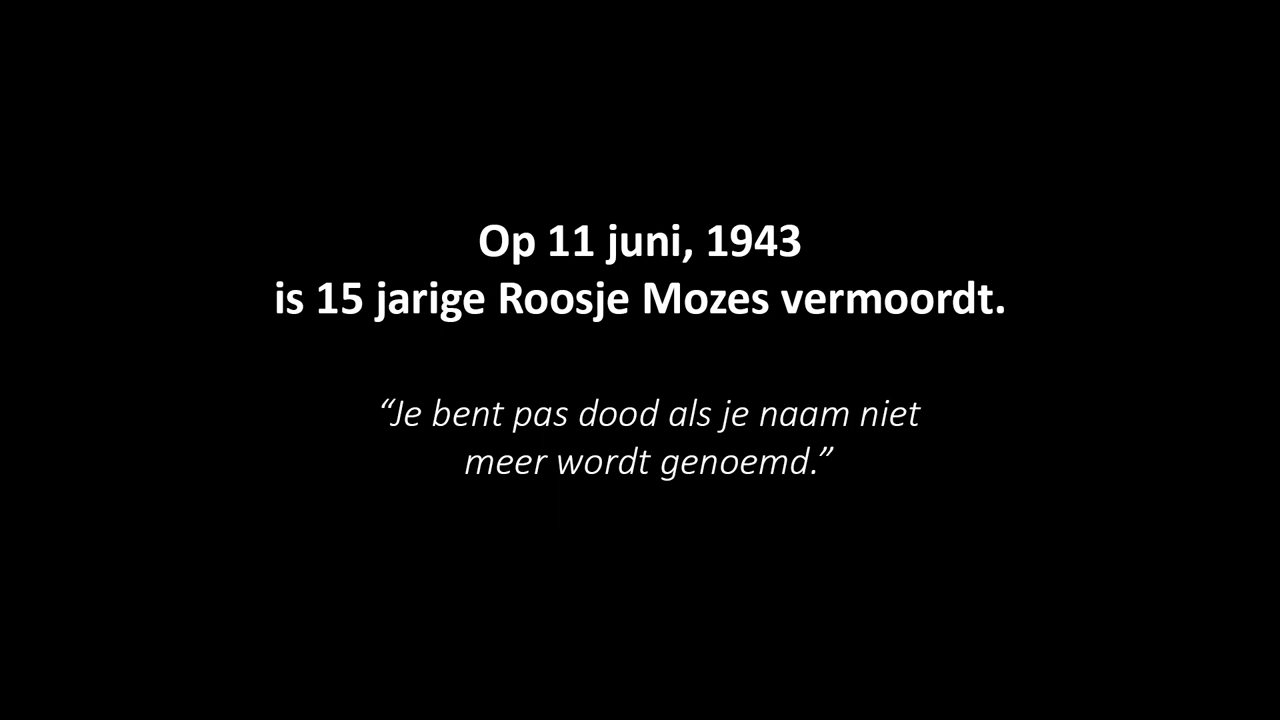 Op 11 juni, 1943
is 15 jarige Roosje Mozes vermoordt.
“Je bent pas dood als je naam niet
meer wordt genoemd.”